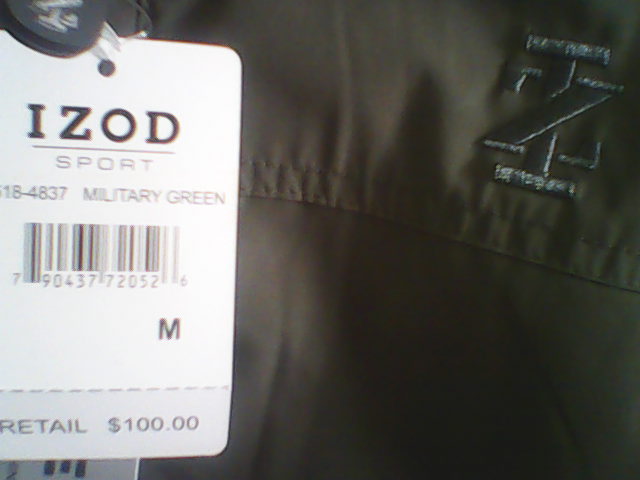 IZOD
SPORT
518-4837 MILITARY GREEN
7 90437 72052 6
M
RETAIL $100.00